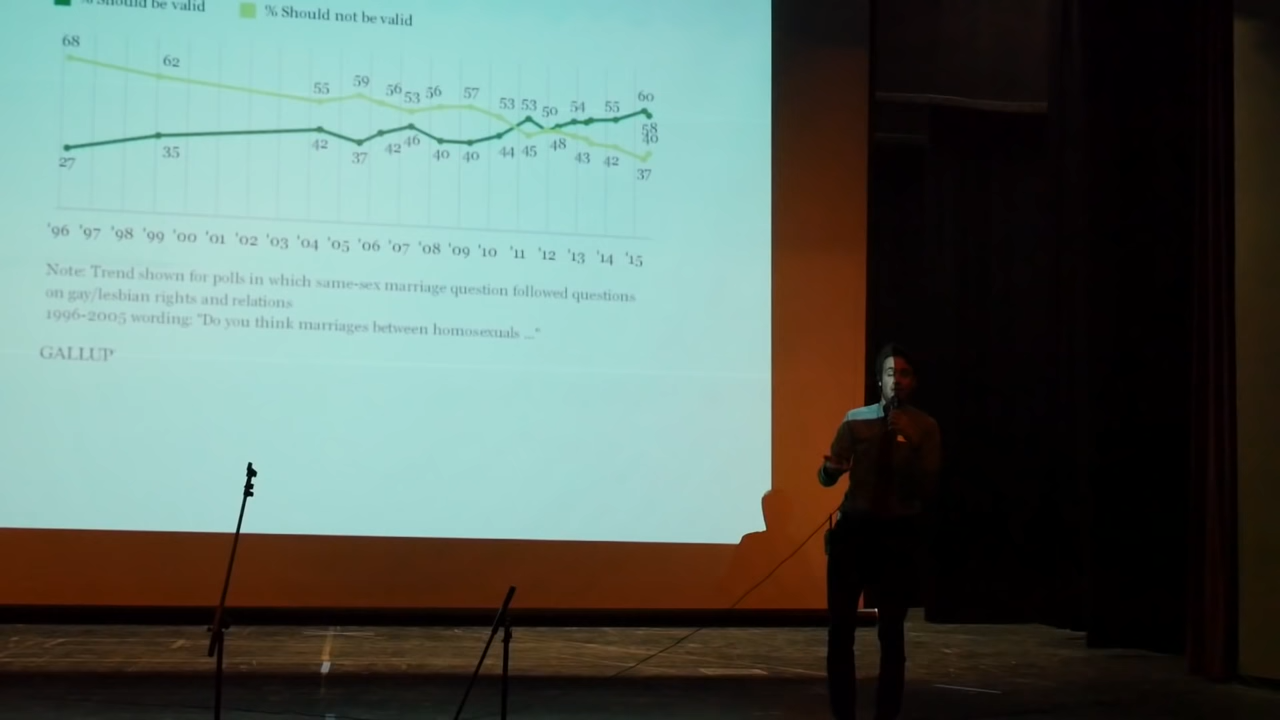 % Should be valid % Should not be valid
68 62 55 59 56 53 56 57 53 53 50 54 55 60
58
40
27 35 42 37 42 46 40 40 44 45 48 43 42 37
'96 '97 '98 '99 '00 '01 '02 '03 '04 '05 '06 '07 '08 '09 '10 '11 '12 '13 '14 '15
Note: Trend shown for polls in which same-sex marriage question followed questions
on gay/lesbian rights and relations
1996-2005 wording: "Do you think marriages between homosexuals ..."
GALLUP